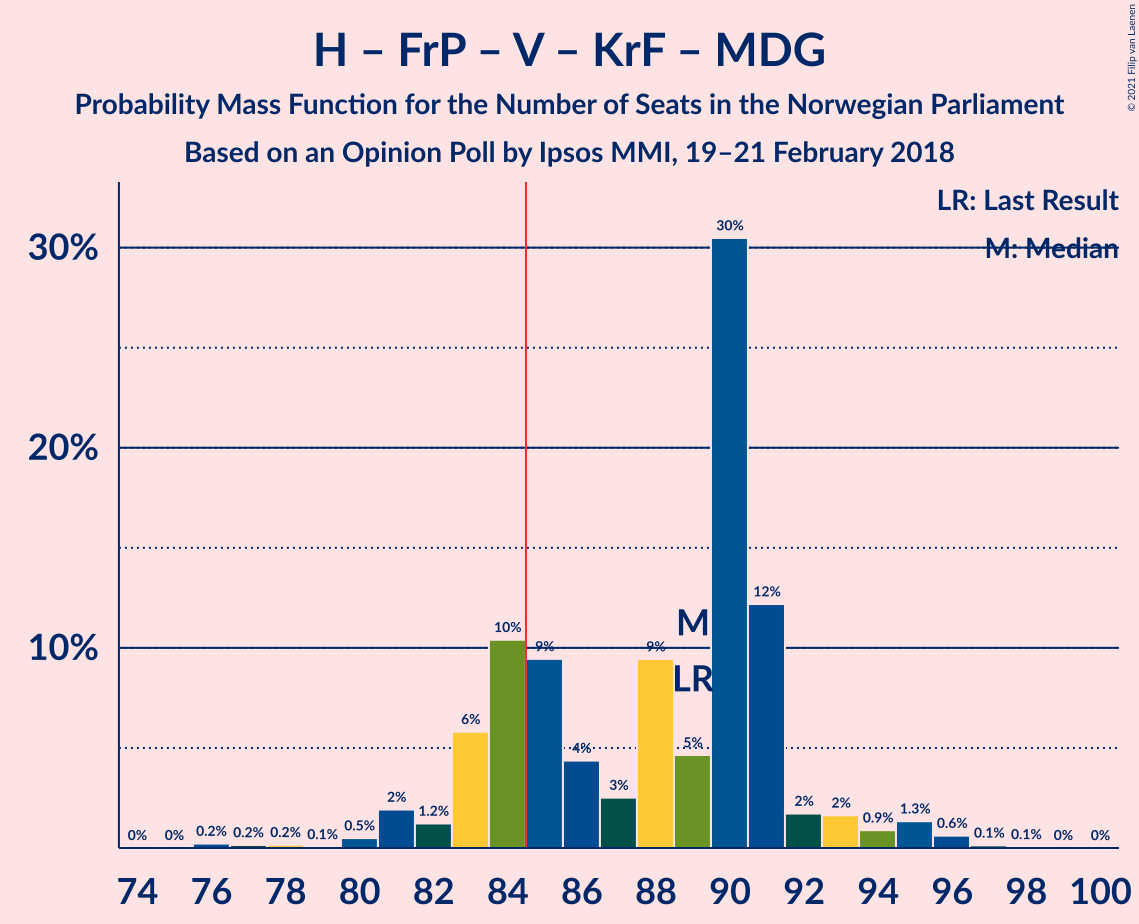 H – FrP – V – KrF – MDG
Probability Mass Function for the Number of Seats in the Norwegian Parliament
Based on an Opinion Poll by Ipsos MMI, 19–21 February 2018
© 2021 Filip van Laenen
LR: Last Result
M: Median
30%
20%
10%
0% 0% 0.2% 0.2% 0.2% 0.1% 0.5% 2% 1.2% 6% 10% 9% 4% 3% 9% 5% 30% 12% 2% 2% 0.9% 1.3% 0.6% 0.1% 0.1% 0% 0%
M
LR
74 76 78 80 82 84 86 88 90 92 94 96 98 100